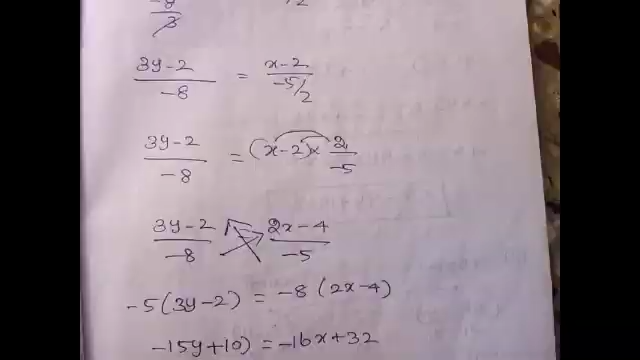 3
3y-2/-8 = x-2/-5/2
3y-2/-8 = (x-2)x 2/-5
3y-2/-8 2x-4/-5
-5(3y-2) = -8 (2x-4)
-15y+10) = -16x+32